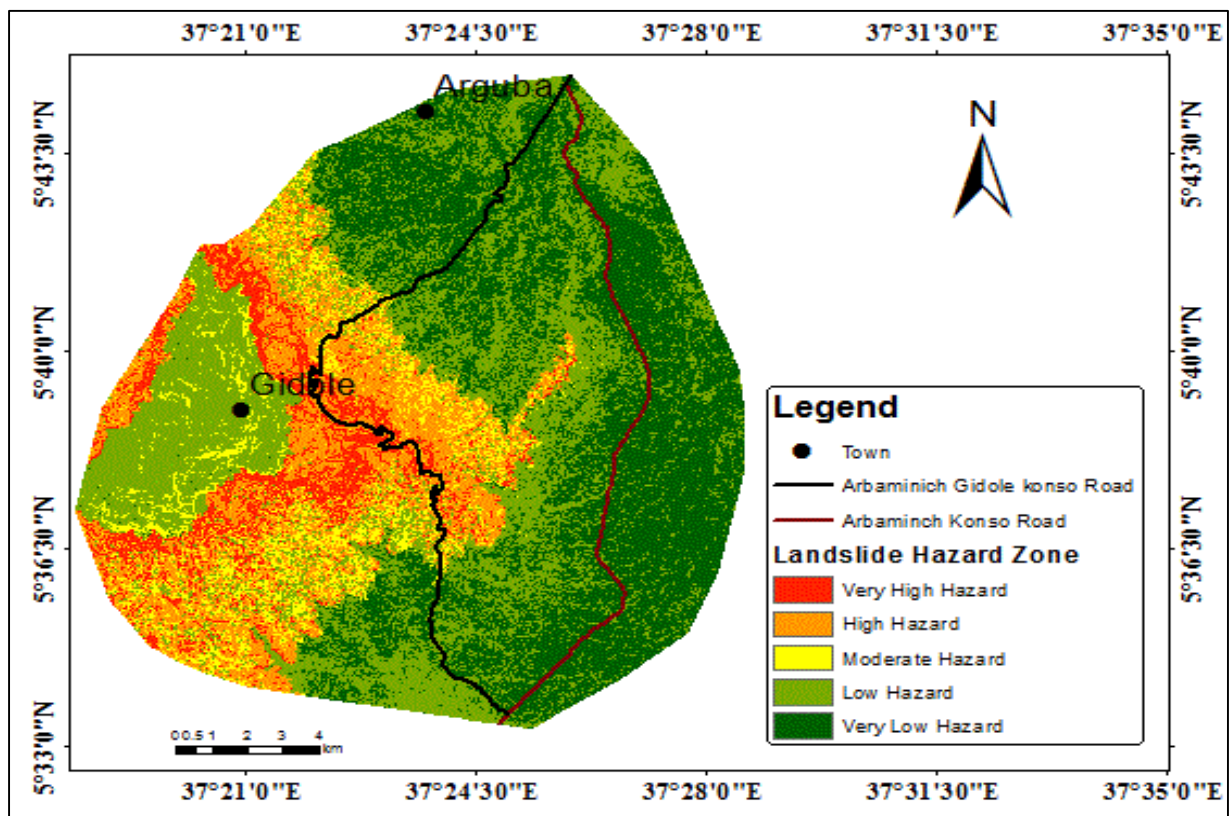 37°21'0"E 37°24'30"E 37°28'0"E 37°31'30"E 37°35'0"E
Arguba
N
5°43'30"N 5°43'30"N
5°40'0"N 5°40'0"N
Gidole
Legend
Town
Arbaminich Gidole konso Road
Arbaminch Konso Road
Landslide Hazard Zone
Very High Hazard
High Hazard
Moderate Hazard
Low Hazard
Very Low Hazard
5°36'30"N 5°36'30"N
0 0.5 1 2 3 4
km
5°33'0"N 5°33'0"N
37°21'0"E 37°24'30"E 37°28'0"E 37°31'30"E 37°35'0"E